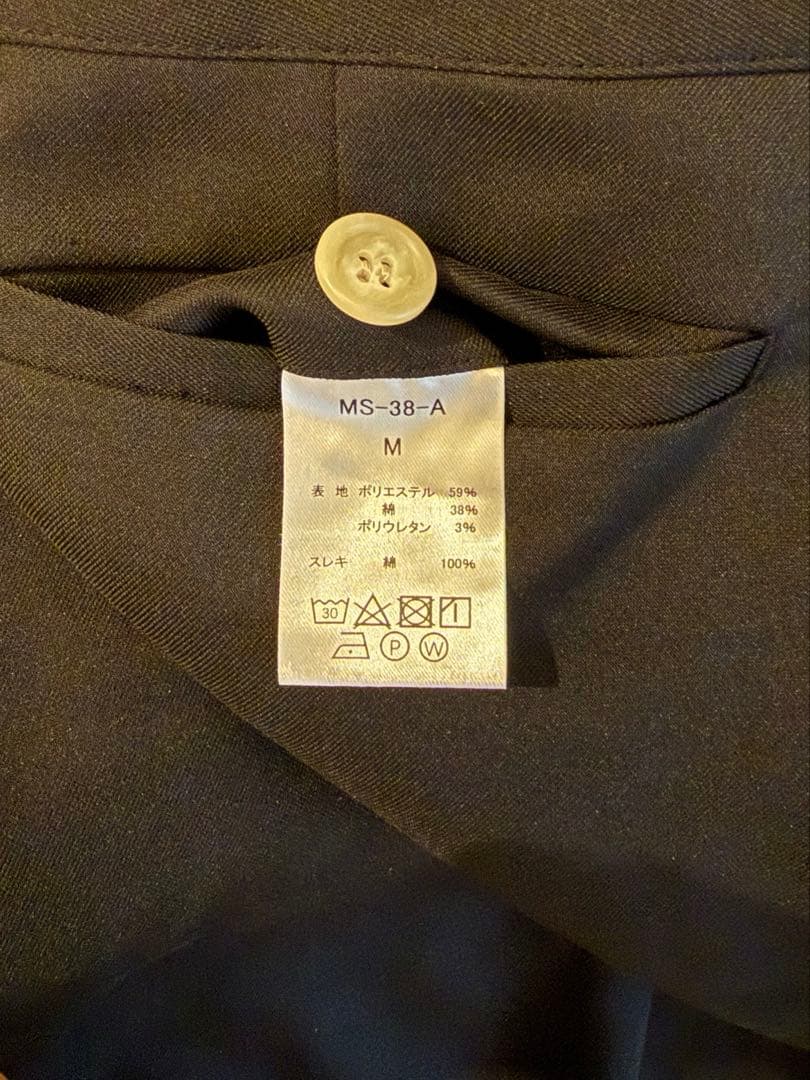 MS-38-A
M
表 地 ポリエステル 59%
綿 38%
ポリウレタン 3%
スレキ 綿 100%
30
P W